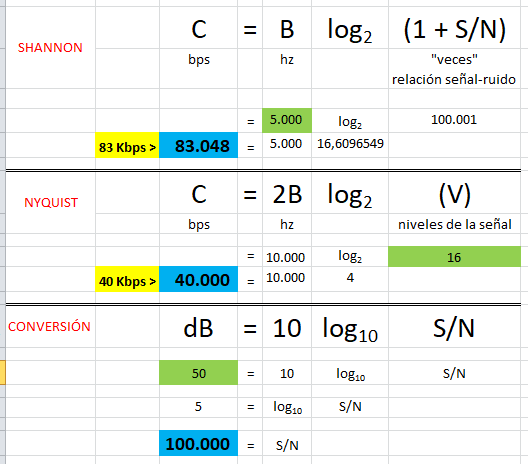 SHANNON C = B log₂ (1 + S/N)
bps hz "veces"
relación señal-ruido
= 5.000 log₂ 100.001
83 Kbps > 83.048 = 5.000 16,6096549
NYQUIST C = 2B log₂ (V)
bps hz niveles de la señal
= 10.000 log₂ 16
40 Kbps > 40.000 = 10.000 4
CONVERSIÓN dB = 10 log₁₀ S/N
50 = 10 log₁₀ S/N
5 = log₁₀ S/N
100.000 = S/N